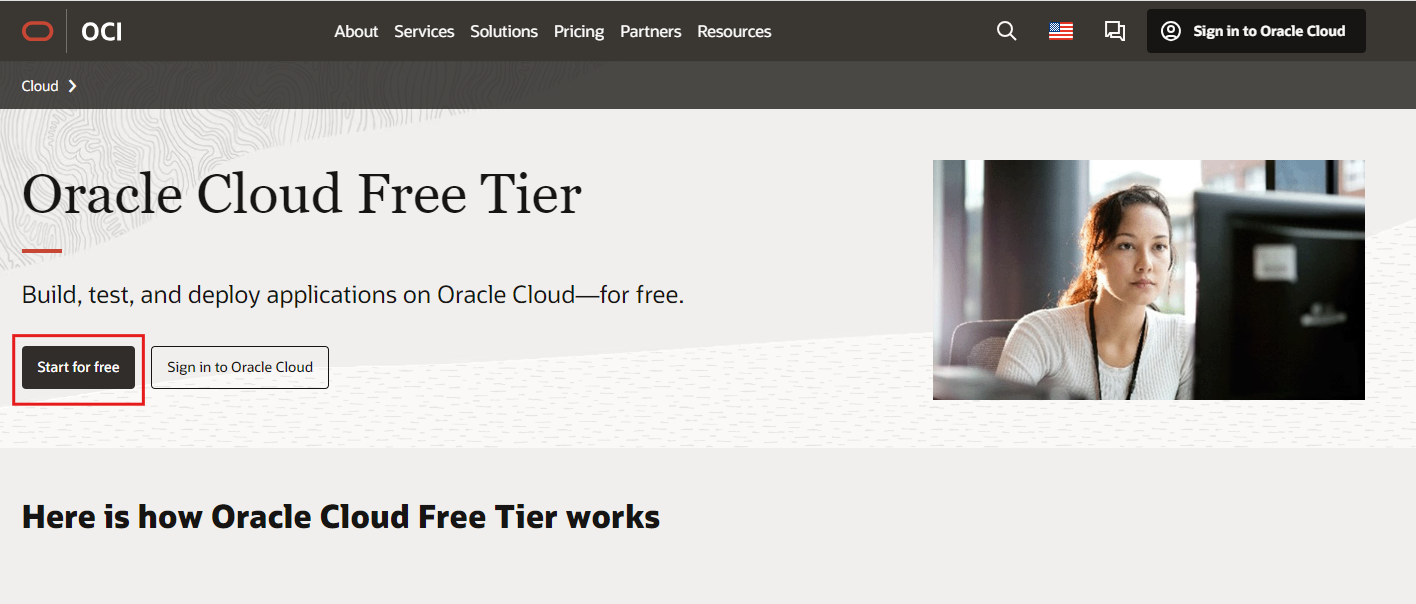 OCI
About Services Solutions Pricing Partners Resources
Sign in to Oracle Cloud
Cloud
Oracle Cloud Free Tier
Build, test, and deploy applications on Oracle Cloud—for free.
Start for free
Sign in to Oracle Cloud
Here is how Oracle Cloud Free Tier works